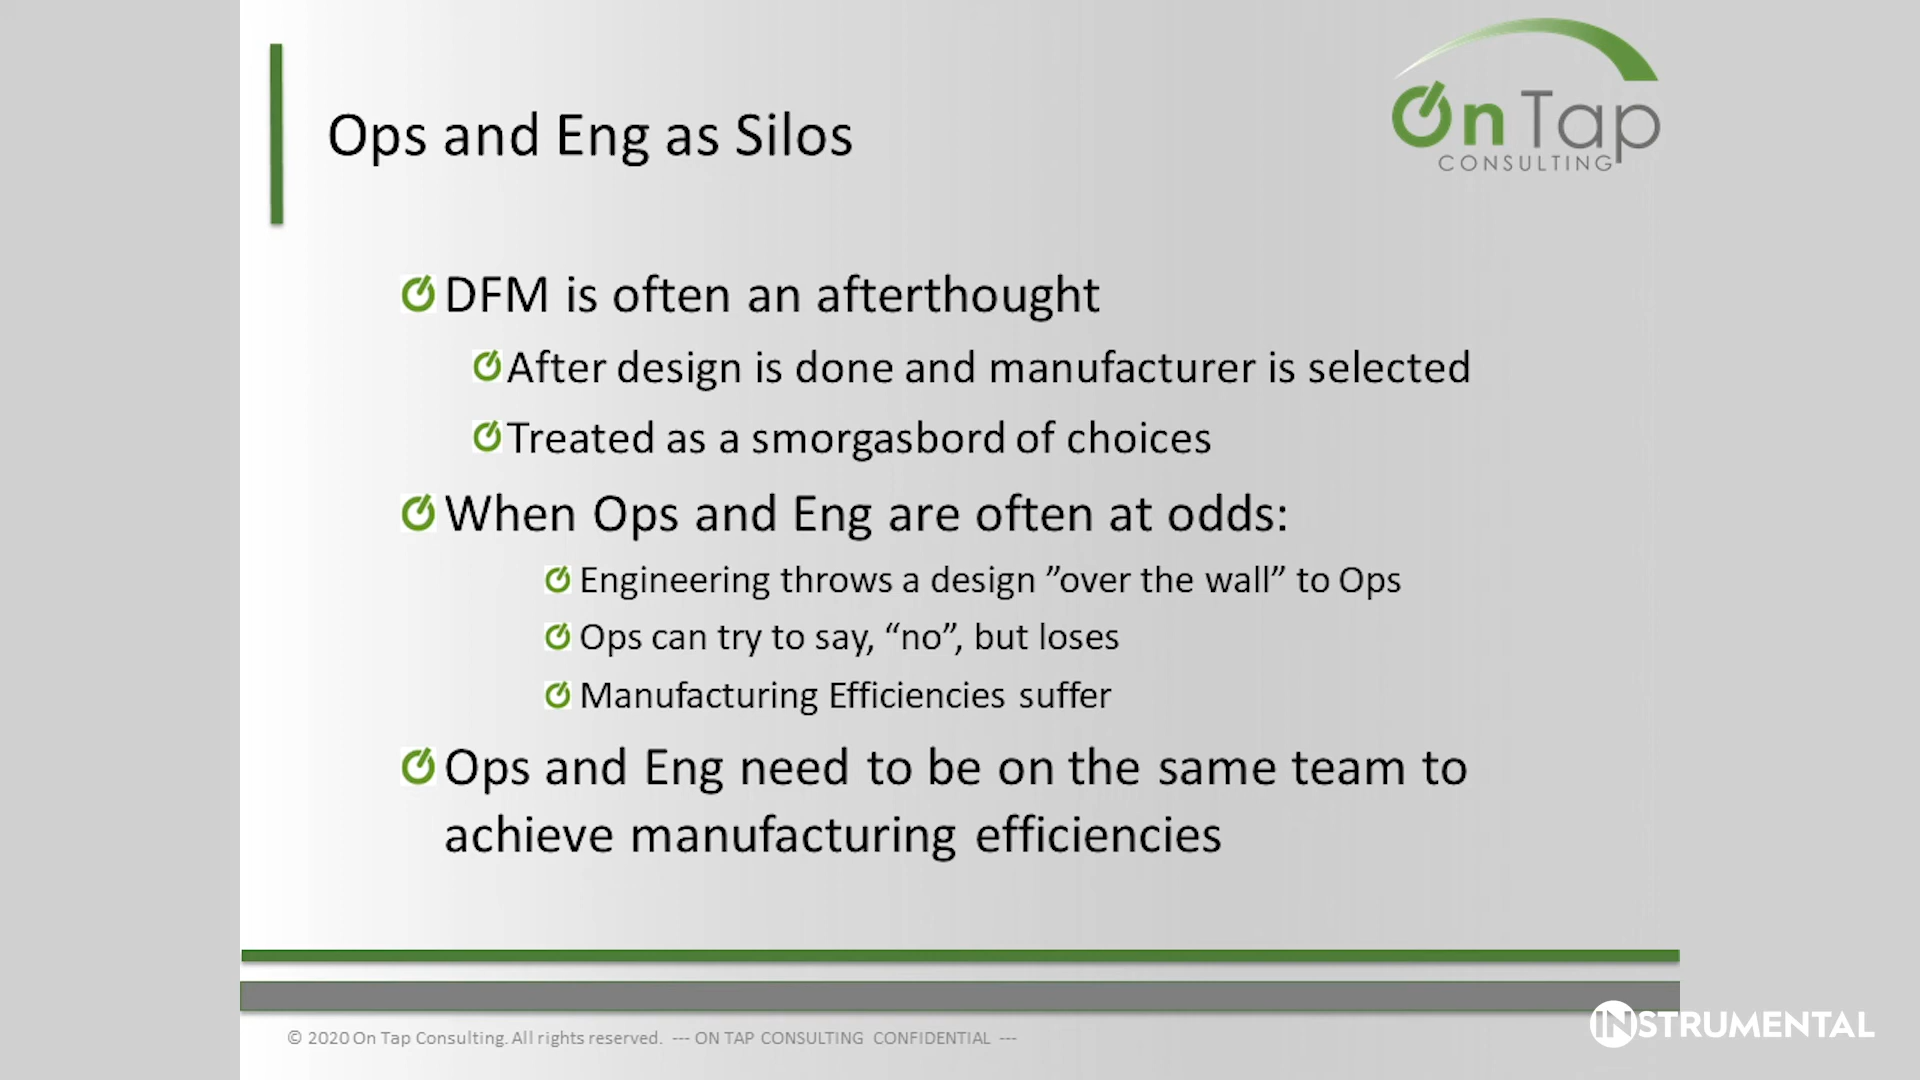 Ops and Eng as Silos
On Tap
CONSULTING
DFM is often an afterthought
After design is done and manufacturer is selected
Treated as a smorgasbord of choices
When Ops and Eng are often at odds:
Engineering throws a design ”over the wall” to Ops
Ops can try to say, “no”, but loses
Manufacturing Efficiencies suffer
Ops and Eng need to be on the same team to
achieve manufacturing efficiencies
© 2020 On Tap Consulting. All rights reserved. --- ON TAP CONSULTING CONFIDENTIAL ---
INSTRUMENTAL